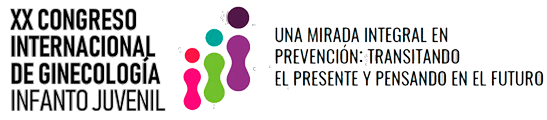 XX CONGRESO
INTERNACIONAL
DE GINECOLOGÍA
INFANTO JUVENIL
UNA MIRADA INTEGRAL EN
PREVENCIÓN: TRANSITANDO
EL PRESENTE Y PENSANDO EN EL FUTURO